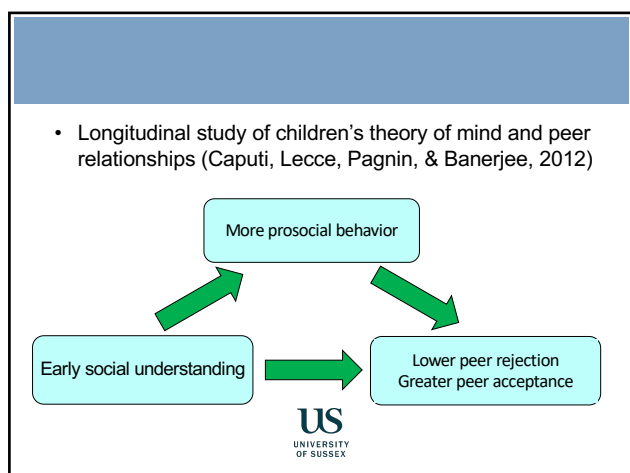 • Longitudinal study of children's theory of mind and peer
relationships (Caputi, Lecce, Pagnin, & Banerjee, 2012)
More prosocial behavior
Early social understanding
Lower peer rejection
Greater peer acceptance
US
UNIVERSITY
OF SUSSEX